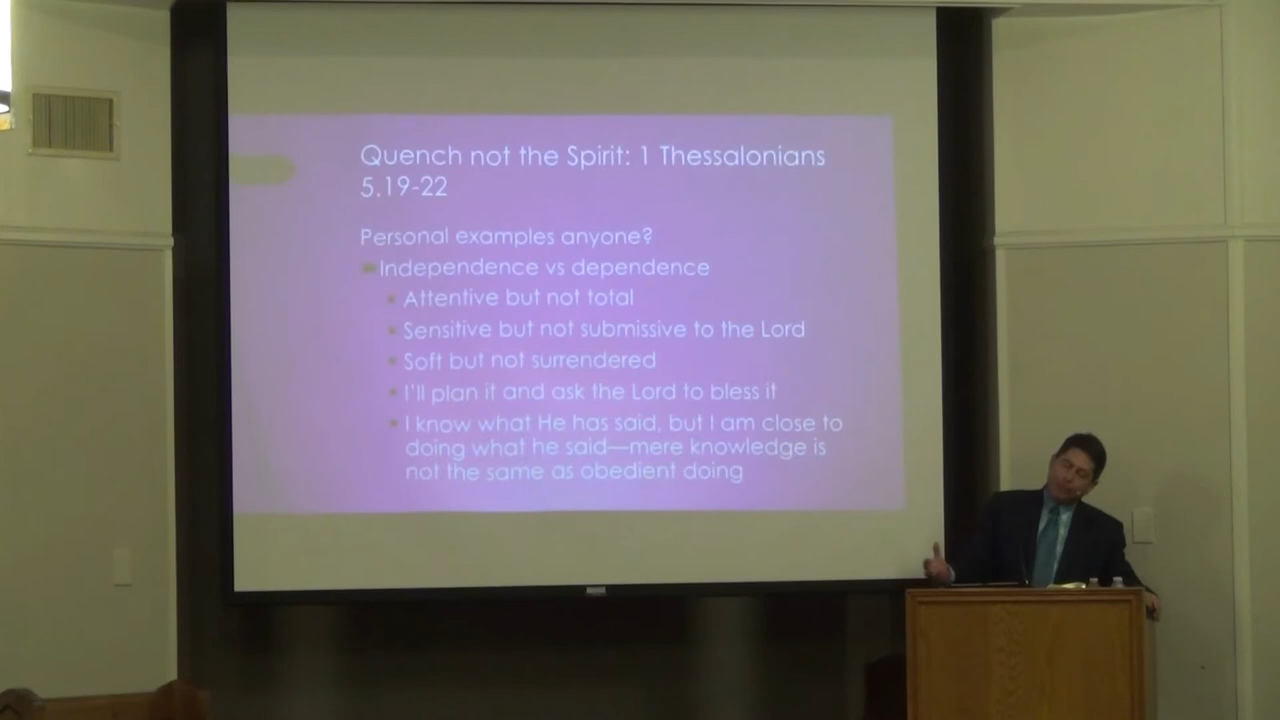 Quench not the Spirit: 1 Thessalonians
5.19-22
Personal examples anyone?
Independence vs dependence
Attentive but not total
Sensitive but not submissive to the Lord
Soft but not surrendered
I'll plan it and ask the Lord to bless it
I know what He has said, but I am close to
doing what he said—mere knowledge is
not the same as obedient doing